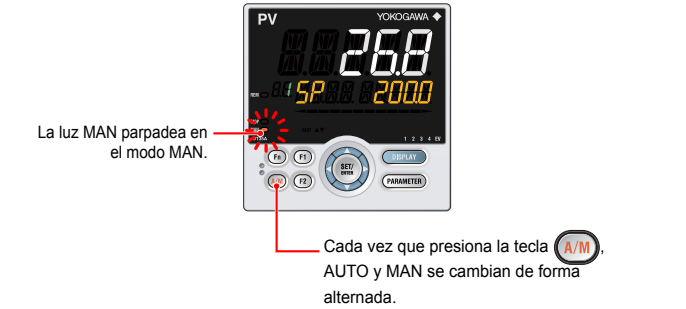 PV
YOKOGAWA
26.8
REM
1 SP 200.0
La luz MAN parpadea en
el modo MAN.
1 2 3 4 EV
Fn F1 DISPLAY
SET/
ENTER
A/M F2 PARAMETER
Cada vez que presiona la tecla A/M,
AUTO y MAN se cambian de forma
alternada.